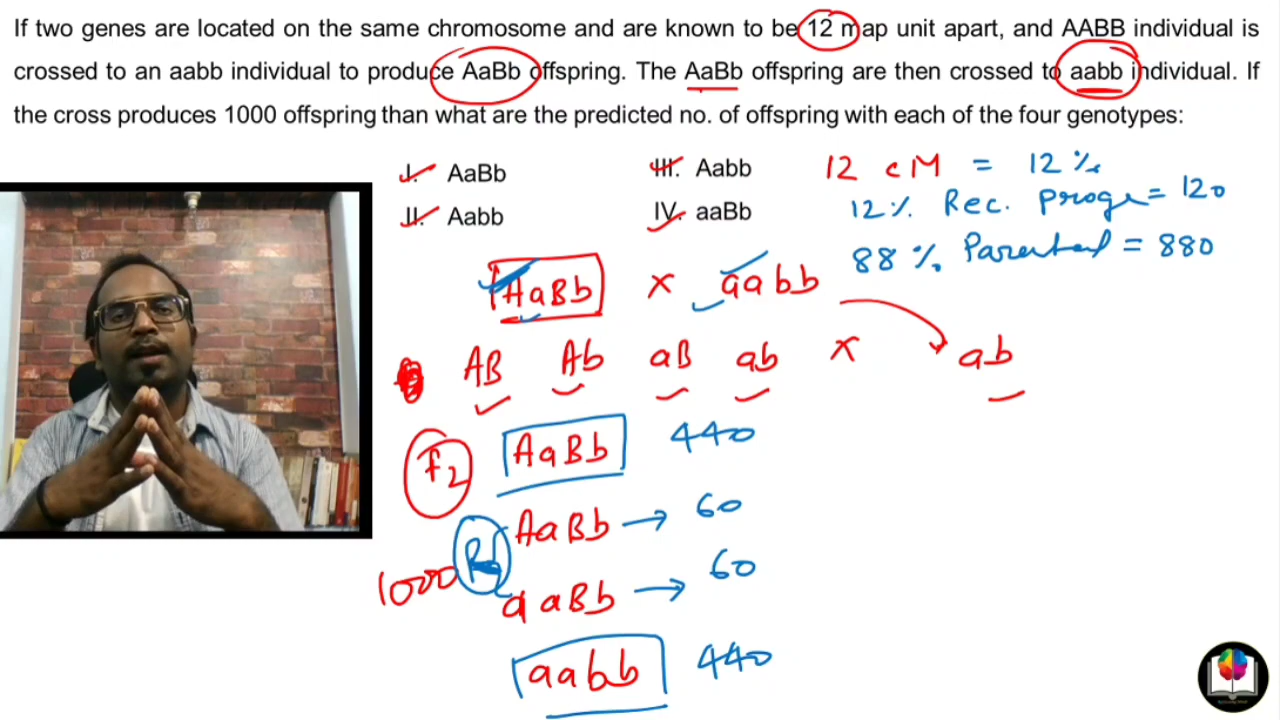 If two genes are located on the same chromosome and are known to be 12 map unit apart, and AABB individual is
crossed to an aabb individual to produce AaBb offspring. The AaBb offspring are then crossed to aabb individual. If
the cross produces 1000 offspring than what are the predicted no. of offspring with each of the four genotypes:
I. AaBb III. Aabb
II. Aabb IV. aaBb
12 cM = 12 %
12 % Rec. Proge = 120
88 % Parental = 880
AaBb x aabb
AB Ab aB ab x ab
F2 AaBb 440
AaBb → 60
1000
aaBb → 60
aabb 440